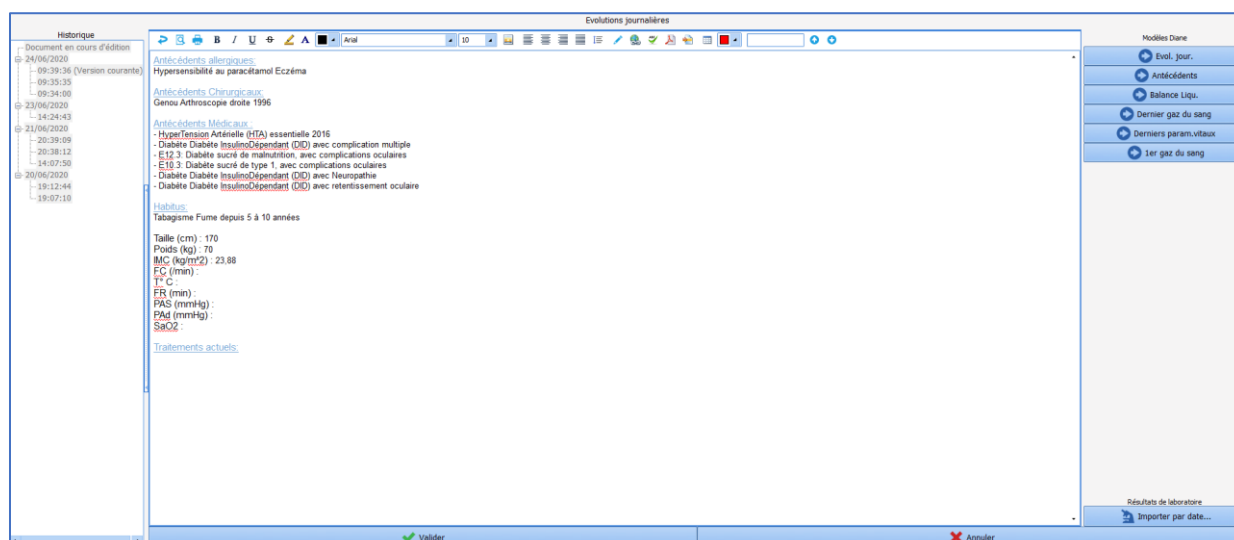 Evolutions journalières
Historique
Document en cours d'édition
24/06/2020
09:39:36 (Version courante)
09:35:35
09:34:00
23/06/2020
14:24:43
21/06/2020
20:39:09
20:38:12
14:07:50
20/06/2020
19:12:44
19:07:10
B I U A Arial 10
Antécédents allergiques:
Hypersensibilité au paracétamol Eczéma
Antécédents Chirurgicaux:
Genou Arthroscopie droite 1996
Antécédents Médicaux :
- HyperTension Artérielle (HTA) essentielle 2016
- Diabète Diabète InsulinoDépendant (DID) avec complication multiple
- E12.3: Diabète sucré de malnutrition, avec complications oculaires
- E10.3: Diabète sucré de type 1, avec complications oculaires
- Diabète Diabète InsulinoDépendant (DID) avec Neuropathie
- Diabète Diabète InsulinoDépendant (DID) avec retentissement oculaire
Habitus:
Tabagisme Fume depuis 5 à 10 années
Taille (cm) : 170
Poids (kg) : 70
IMC (kg/m^2) : 23,88
FC (/min) :
T° C :
FR (min) :
PAS (mmHg) :
PAd (mmHg) :
SaO2 :
Traitements actuels:
Modèles Diane
Evol. jour.
Antécédents
Balance Liqu.
Dernier gaz du sang
Derniers param.vitaux
1er gaz du sang
Résultats de laboratoire
Importer par date...
Valider
Annuler